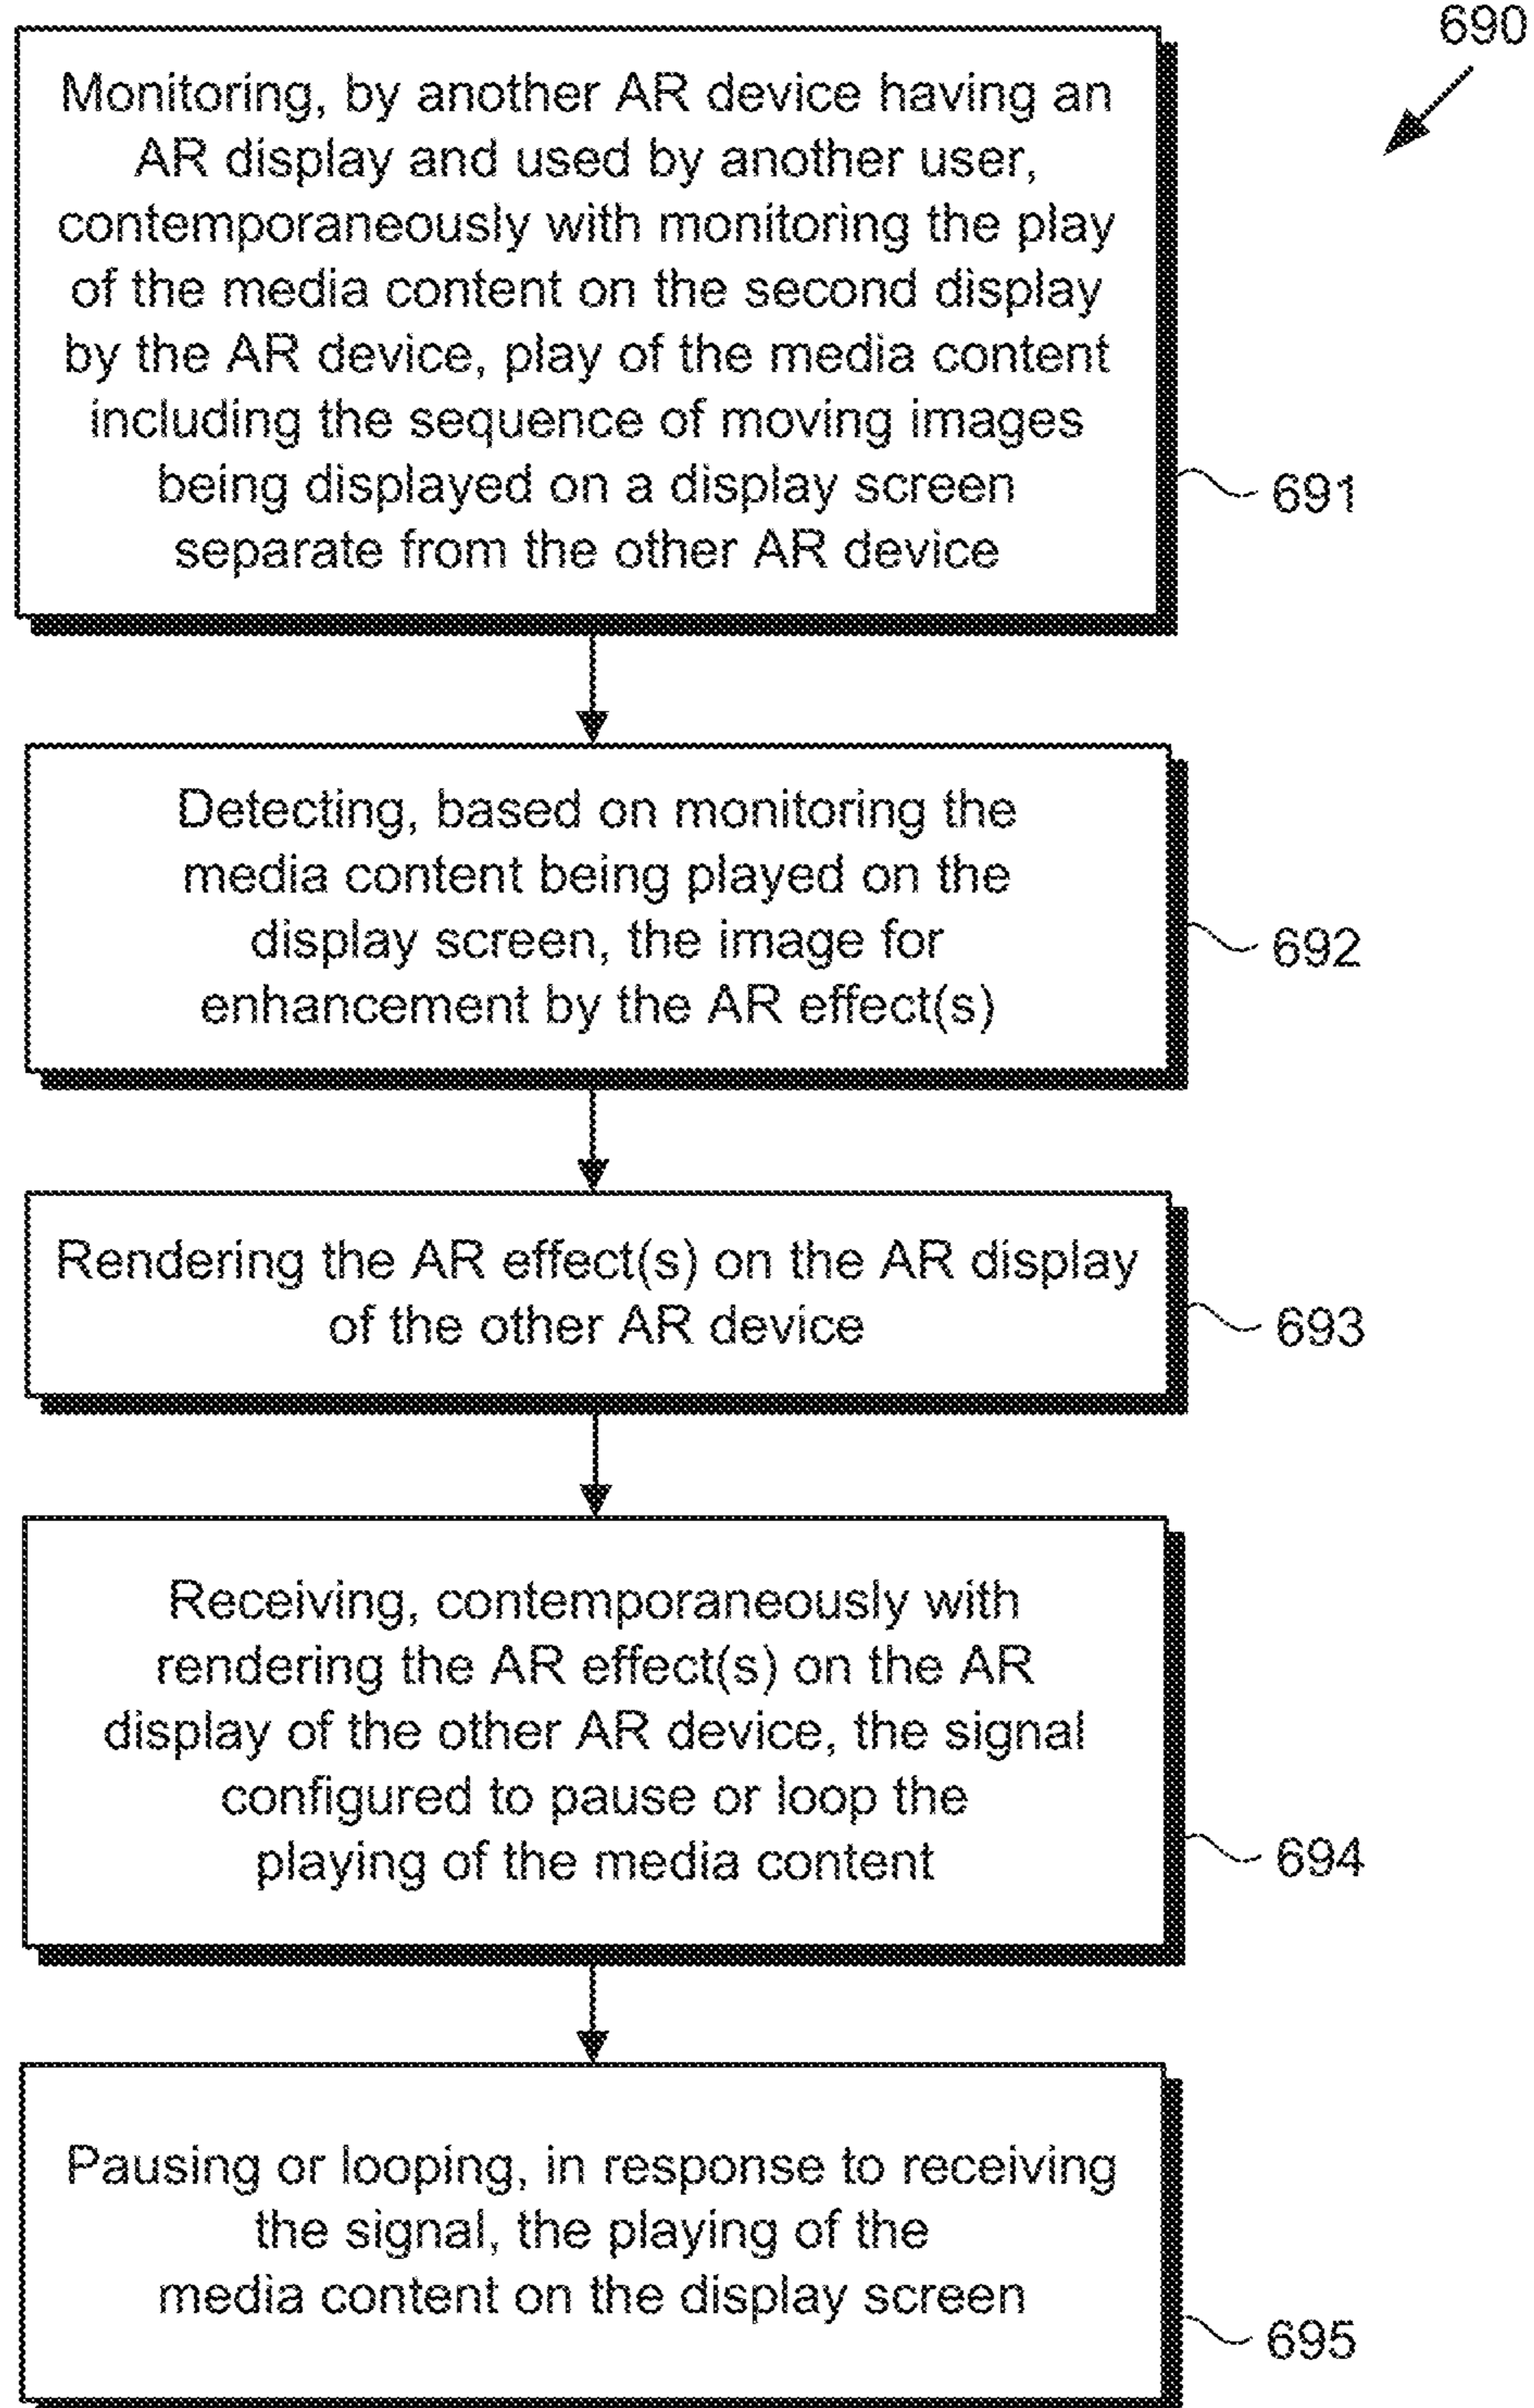 690
Monitoring, by another AR device having an
AR display and used by another user,
contemporaneously with monitoring the play
of the media content on the second display
by the AR device, play of the media content
including the sequence of moving images
being displayed on a display screen
separate from the other AR device
691
Detecting, based on monitoring the
media content being played on the
display screen, the image for
enhancement by the AR effect(s)
692
Rendering the AR effect(s) on the AR display
of the other AR device
693
Receiving, contemporaneously with
rendering the AR effect(s) on the AR
display of the other AR device, the signal
configured to pause or loop the
playing of the media content
694
Pausing or looping, in response to receiving
the signal, the playing of the
media content on the display screen
695